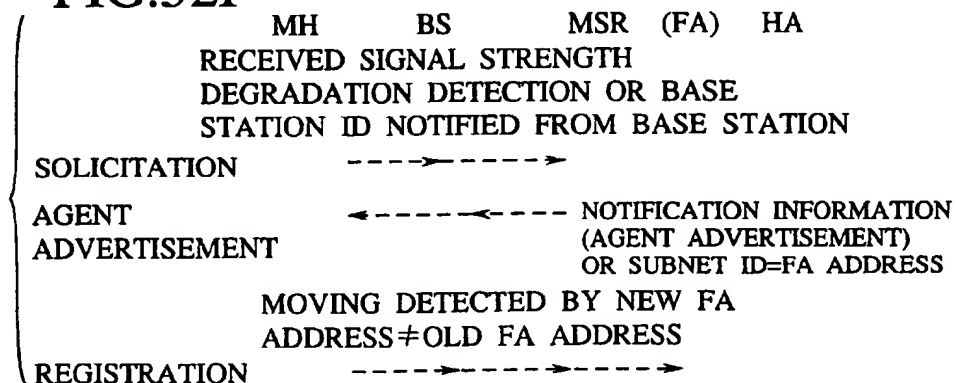 MH BS MSR (FA) HA
RECEIVED SIGNAL STRENGTH
DEGRADATION DETECTION OR BASE
STATION ID NOTIFIED FROM BASE STATION
SOLICITATION
AGENT
ADVERTISEMENT
NOTIFICATION INFORMATION
(AGENT ADVERTISEMENT)
OR SUBNET ID=FA ADDRESS
MOVING DETECTED BY NEW FA
ADDRESS≠OLD FA ADDRESS
REGISTRATION